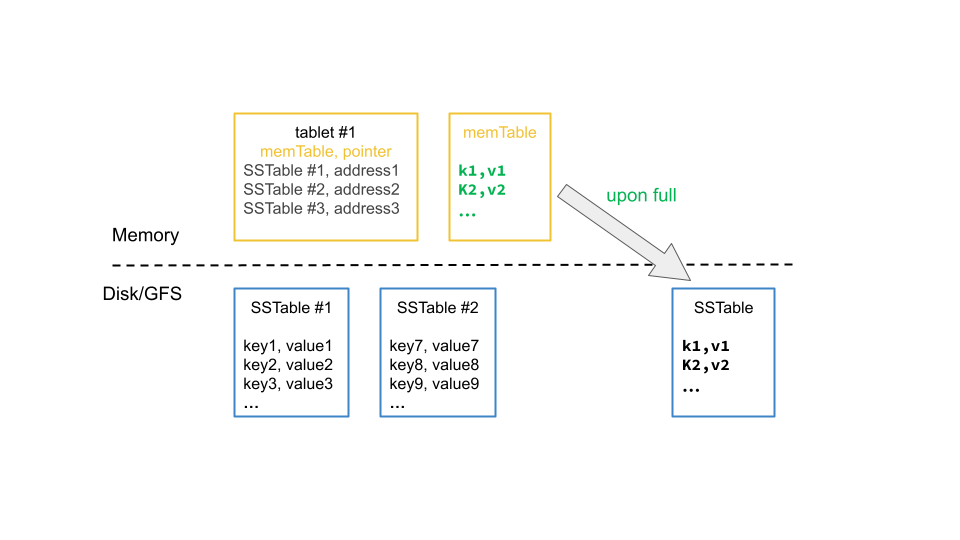 tablet #1
memTable, pointer
SSTable #1, address1
SSTable #2, address2
SSTable #3, address3
memTable
k1,v1
K2,v2
...
upon full
Memory
Disk/GFS
SSTable #1
key1, value1
key2, value2
key3, value3
...
SSTable #2
key7, value7
key8, value8
key9, value9
...
SSTable
k1,v1
K2,v2
...